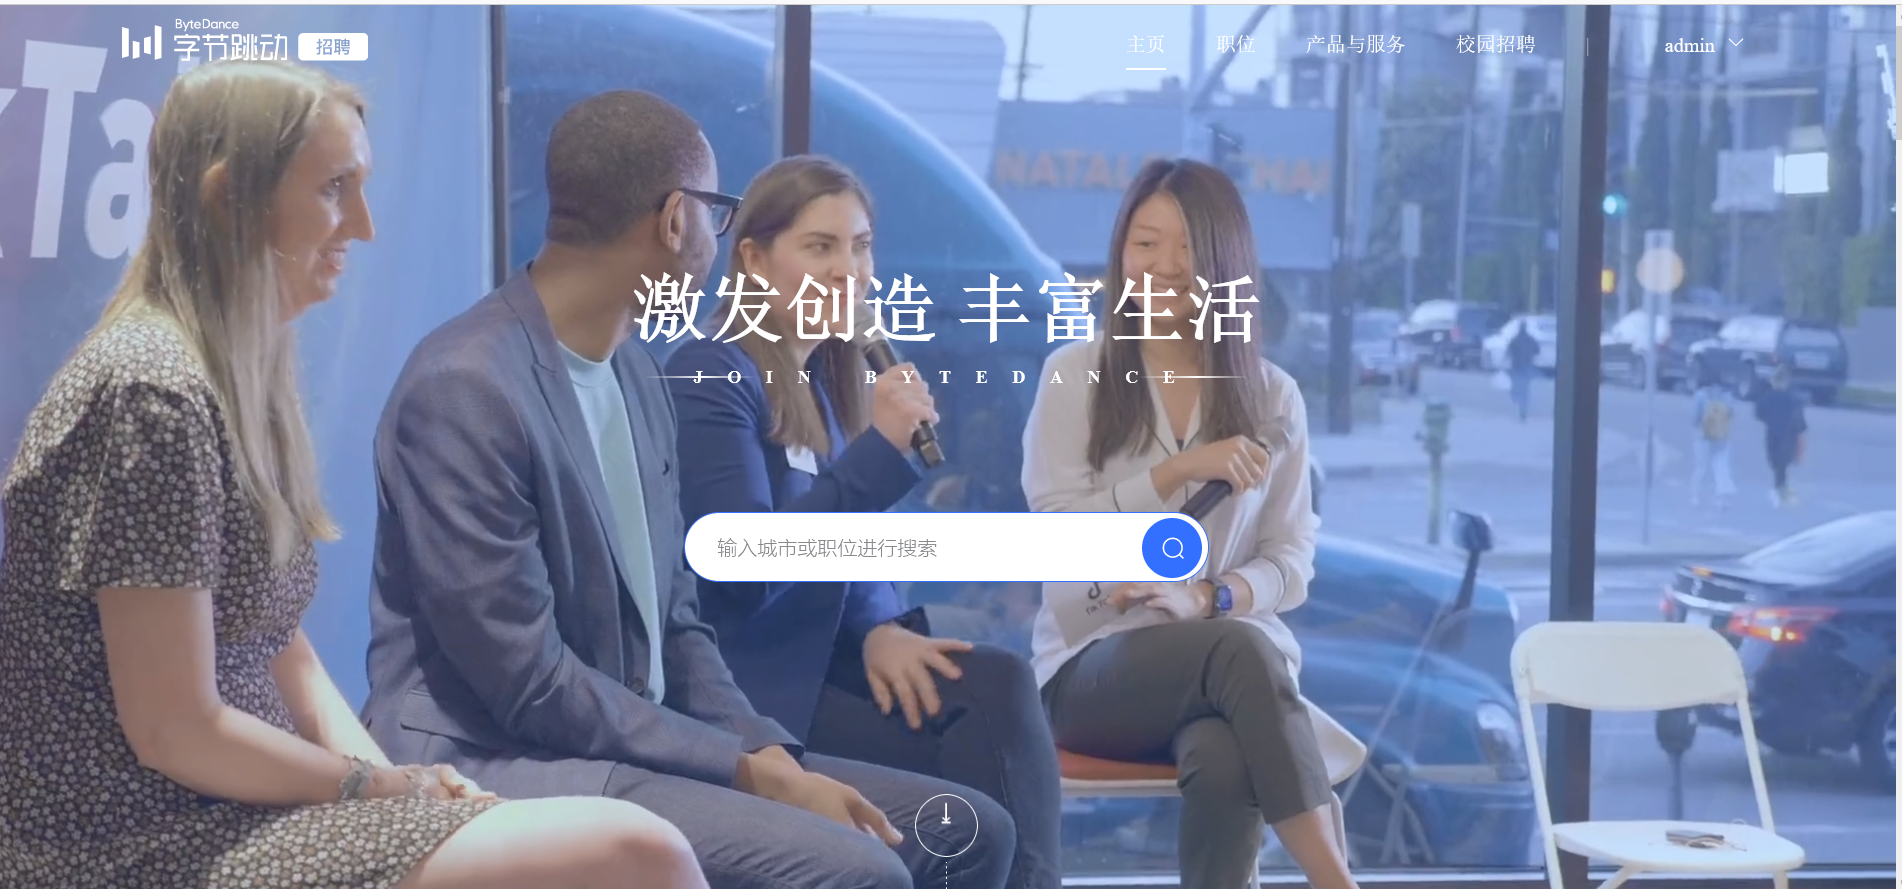 ByteDance
字节跳动 招聘
主页 职位 产品与服务 校园招聘 admin
激发创造 丰富生活
JOIN BYTEDANCE
输入城市或职位进行搜索